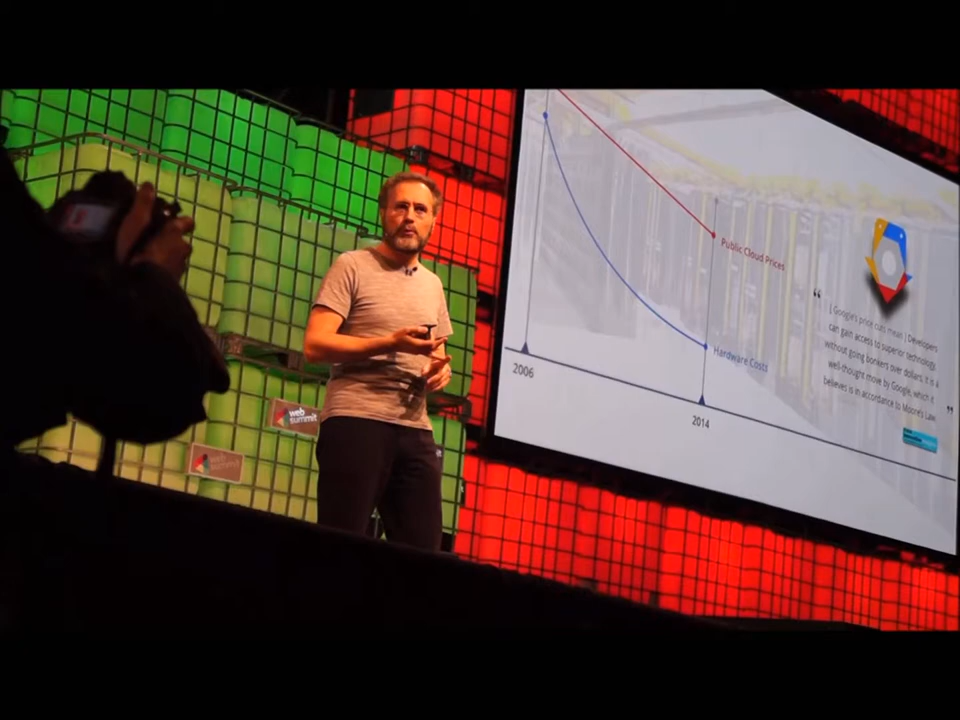 Public Cloud Prices
Hardware Costs
2006
2014
“
[ Google's price cuts mean ] Developers
can gain access to superior technology
without going bonkers over dollars. It is a
well-thought move by Google, which it
believes is in accordance to Moore's Law.
”
web
summit
web
summit